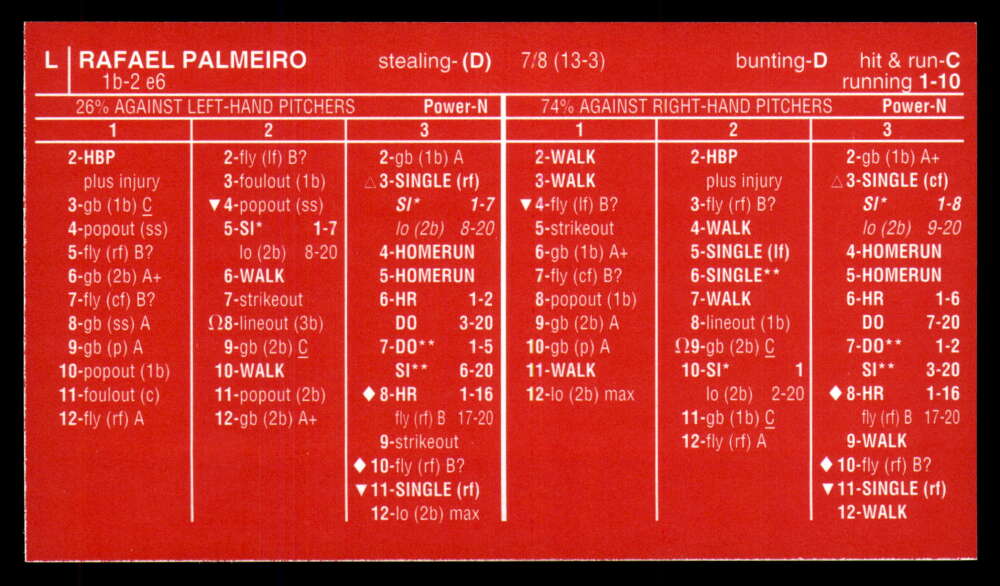 L RAFAEL PALMEIRO stealing- (D) 7/8 (13-3) bunting-D hit & run-C
1b-2 e6 running 1-10
26% AGAINST LEFT-HAND PITCHERS Power-N 74% AGAINST RIGHT-HAND PITCHERS Power-N
1 2 3 1 2 3
2-HBP 2-fly (lf) B? 2-gb (1b) A 2-WALK 2-HBP 2-gb (1b) A+
plus injury 3-foulout (1b) △3-SINGLE (rf) 3-WALK plus injury △3-SINGLE (cf)
3-gb (1b) C ▼4-popout (ss) SI* 1-7 ▼4-fly (lf) B? 3-fly (rf) B? SI* 1-8
4-popout (ss) 5-SI* 1-7 lo (2b) 8-20 5-strikeout 4-WALK lo (2b) 9-20
5-fly (rf) B? lo (2b) 8-20 4-HOMERUN 6-gb (1b) A+ 5-SINGLE (lf) 4-HOMERUN
6-gb (2b) A+ 6-WALK 5-HOMERUN 7-fly (cf) B? 6-SINGLE** 5-HOMERUN
7-fly (cf) B? 7-strikeout 6-HR 1-2 8-popout (1b) 7-WALK 6-HR 1-6
8-gb (ss) A Ω8-lineout (3b) DO 3-20 9-gb (2b) A 8-lineout (1b) DO 7-20
9-gb (p) A 9-gb (2b) C 7-DO** 1-5 10-gb (p) A Ω9-gb (2b) C 7-DO** 1-2
10-popout (1b) 10-WALK SI** 6-20 11-WALK 10-SI* 1 SI** 3-20
11-foulout (c) 11-popout (2b) ♦8-HR 1-16 12-lo (2b) max lo (2b) 2-20 ♦8-HR 1-16
12-fly (rf) A 12-gb (2b) A+ fly (rf) B 17-20 11-gb (1b) C fly (rf) B 17-20
9-strikeout 12-fly (rf) A 9-WALK
♦10-fly (rf) B? ♦10-fly (rf) B?
▼11-SINGLE (rf) ▼11-SINGLE (rf)
12-lo (2b) max 12-WALK